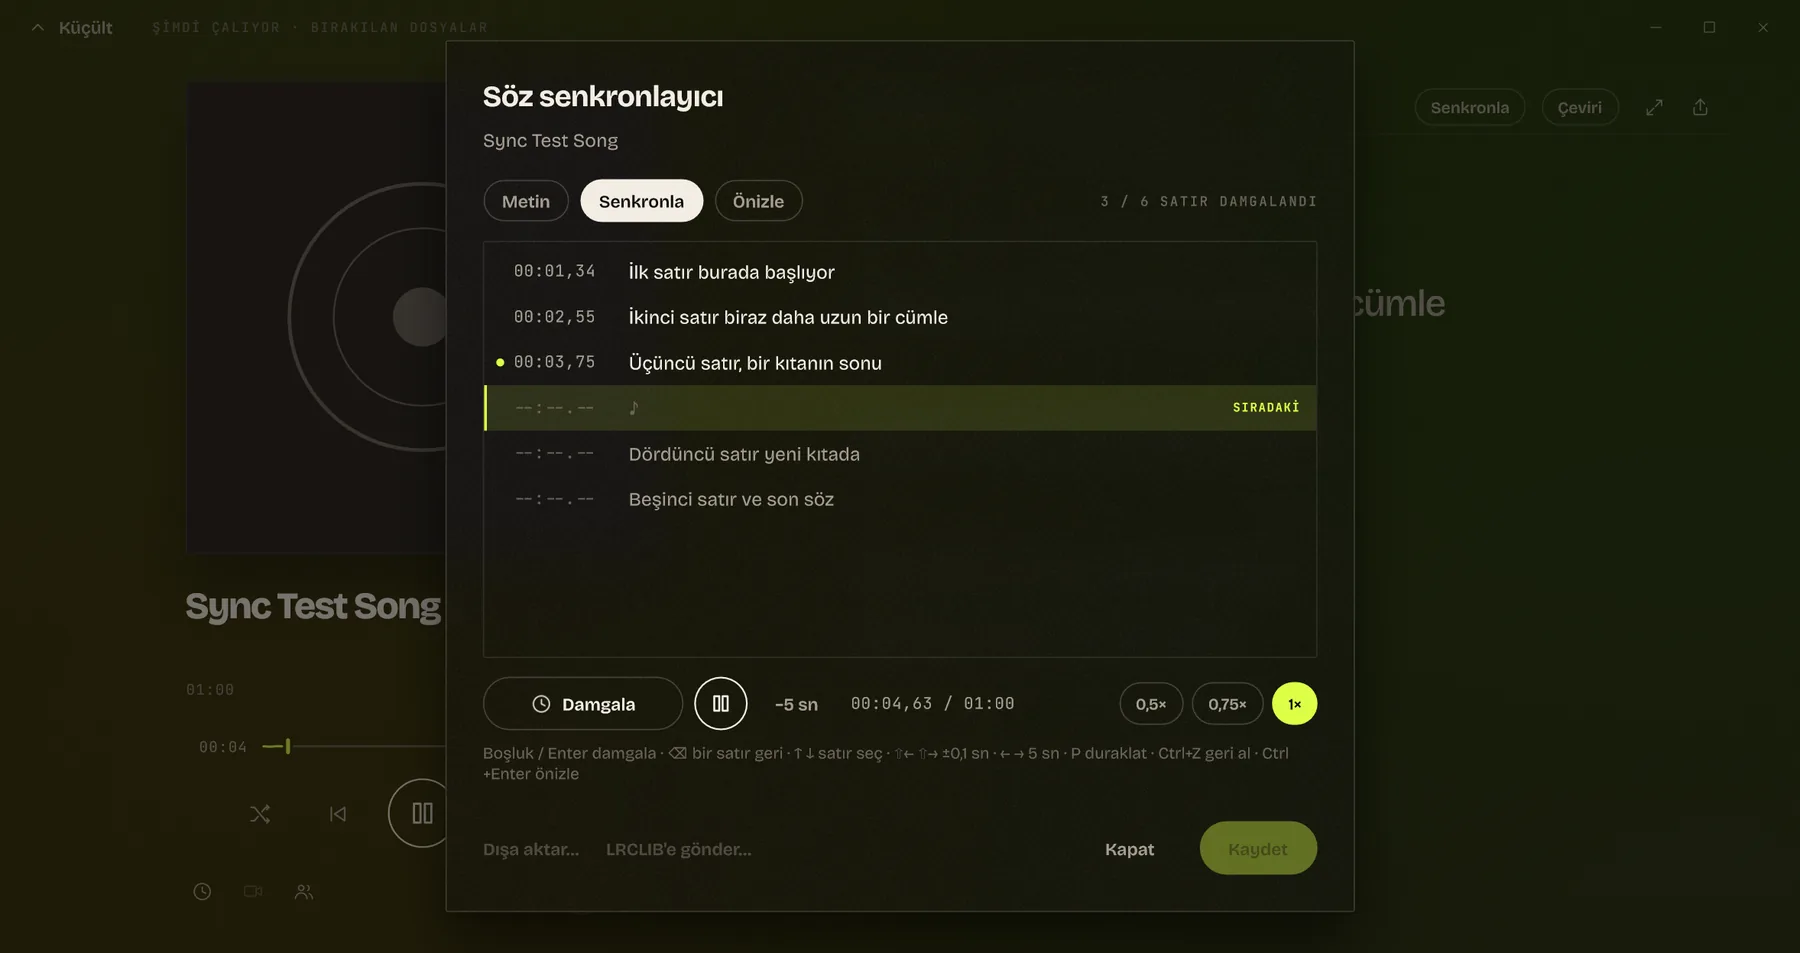 Küçült
ŞİMDİ ÇALIYOR · BIRAKILAN DOSYALAR
Söz senkronlayıcı
Sync Test Song
Metin
Senkronla
Önizle
3 / 6 SATIR DAMGALANDI
00:01,34 İlk satır burada başlıyor
00:02,55 İkinci satır biraz daha uzun bir cümle
00:03,75 Üçüncü satır, bir kıtanın sonu
--:--.-- ♪ SIRADAKİ
--:--.-- Dördüncü satır yeni kıtada
--:--.-- Beşinci satır ve son söz
Damgala
−5 sn
00:04,63 / 01:00
0,5×
0,75×
1×
Boşluk / Enter damgala · ⌫ bir satır geri · ↑ ↓ satır seç · ⇧← ⇧→ ±0,1 sn · ← → 5 sn · P duraklat · Ctrl+Z geri al · Ctrl
+Enter önizle
Dışa aktar...
LRCLIB'e gönder...
Kapat
Kaydet
Senkronla
Çeviri
cümle
Sync Test Song
01:00
00:04